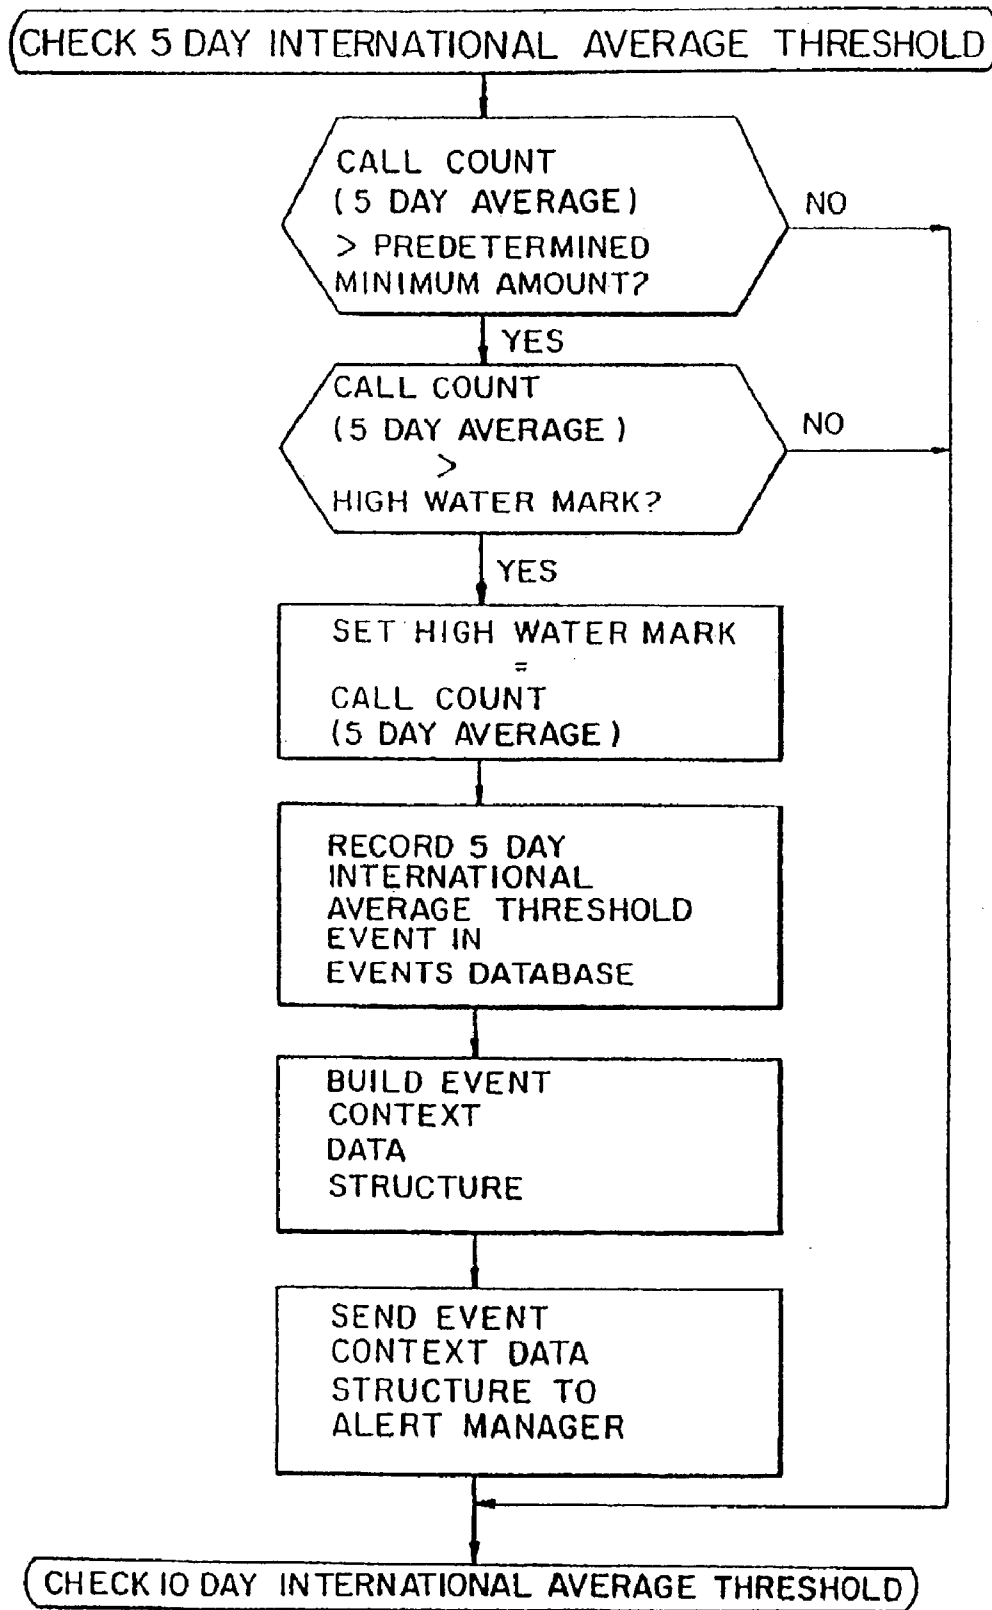 CHECK 5 DAY INTERNATIONAL AVERAGE THRESHOLD
CALL COUNT
(5 DAY AVERAGE)
> PREDETERMINED
MINIMUM AMOUNT?
NO
YES
CALL COUNT
(5 DAY AVERAGE)
>
HIGH WATER MARK?
NO
YES
SET HIGH WATER MARK
=
CALL COUNT
(5 DAY AVERAGE)
RECORD 5 DAY
INTERNATIONAL
AVERAGE THRESHOLD
EVENT IN
EVENTS DATABASE
BUILD EVENT
CONTEXT
DATA
STRUCTURE
SEND EVENT
CONTEXT DATA
STRUCTURE TO
ALERT MANAGER
CHECK 10 DAY INTERNATIONAL AVERAGE THRESHOLD